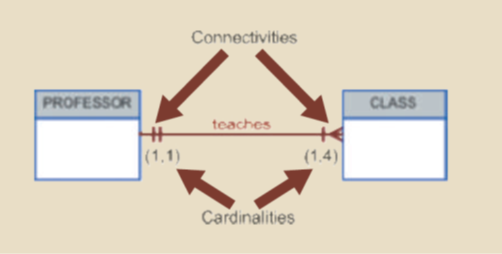 Connectivities
PROFESSOR
CLASS
teaches
(1,1)
(1,4)
Cardinalities